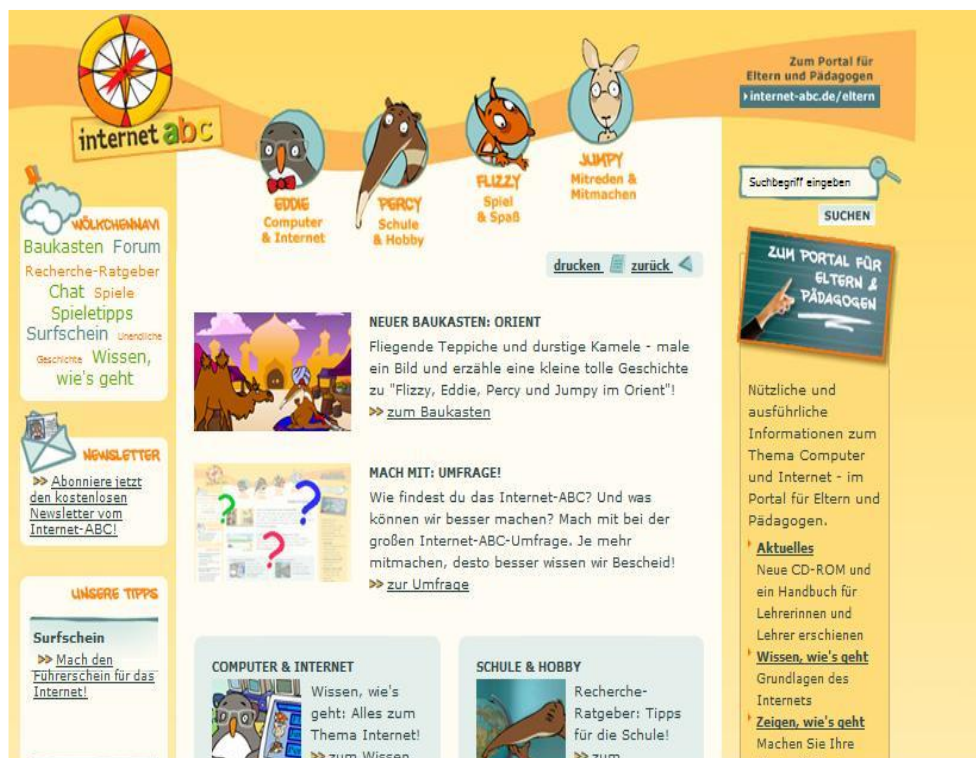 internet abc
EDDIE
Computer
& Internet
PERCY
Schule
& Hobby
FLIZZY
Spiel
& Spaß
JUMPY
Mitreden &
Mitmachen
Zum Portal für
Eltern und Pädagogen
internet-abc.de/eltern
WÖLKCHENNAVI
Baukasten Forum
Recherche-Ratgeber
Chat Spiele
Spieletipps
Surfschein Unendliche
Geschichte Wissen,
wie's geht
NEWSLETTER
>> Abonniere jetzt
den kostenlosen
Newsletter vom
Internet-ABC!
UNSERE TIPPS
Surfschein
>> Mach den
Führerschein für das
Internet!
drucken zurück
NEUER BAUKASTEN: ORIENT
Fliegende Teppiche und durstige Kamele - male
ein Bild und erzähle eine kleine tolle Geschichte
zu "Flizzy, Eddie, Percy und Jumpy im Orient"!
>> zum Baukasten
MACH MIT: UMFRAGE!
Wie findest du das Internet-ABC? Und was
können wir besser machen? Mach mit bei der
großen Internet-ABC-Umfrage. Je mehr
mitmachen, desto besser wissen wir Bescheid!
>> zur Umfrage
COMPUTER & INTERNET
Wissen, wie's
geht: Alles zum
Thema Internet!
>> zum Wissen
SCHULE & HOBBY
Recherche-
Ratgeber: Tipps
für die Schule!
>> zum
Suchbegriff eingeben
SUCHEN
ZUM PORTAL FÜR
ELTERN &
PÄDAGOGEN
Nützliche und
ausführliche
Informationen zum
Thema Computer
und Internet - im
Portal für Eltern und
Pädagogen.
Aktuelles
Neue CD-ROM und
ein Handbuch für
Lehrerinnen und
Lehrer erschienen
Wissen, wie's geht
Grundlagen des
Internets
Zeigen, wie's geht
Machen Sie Ihre